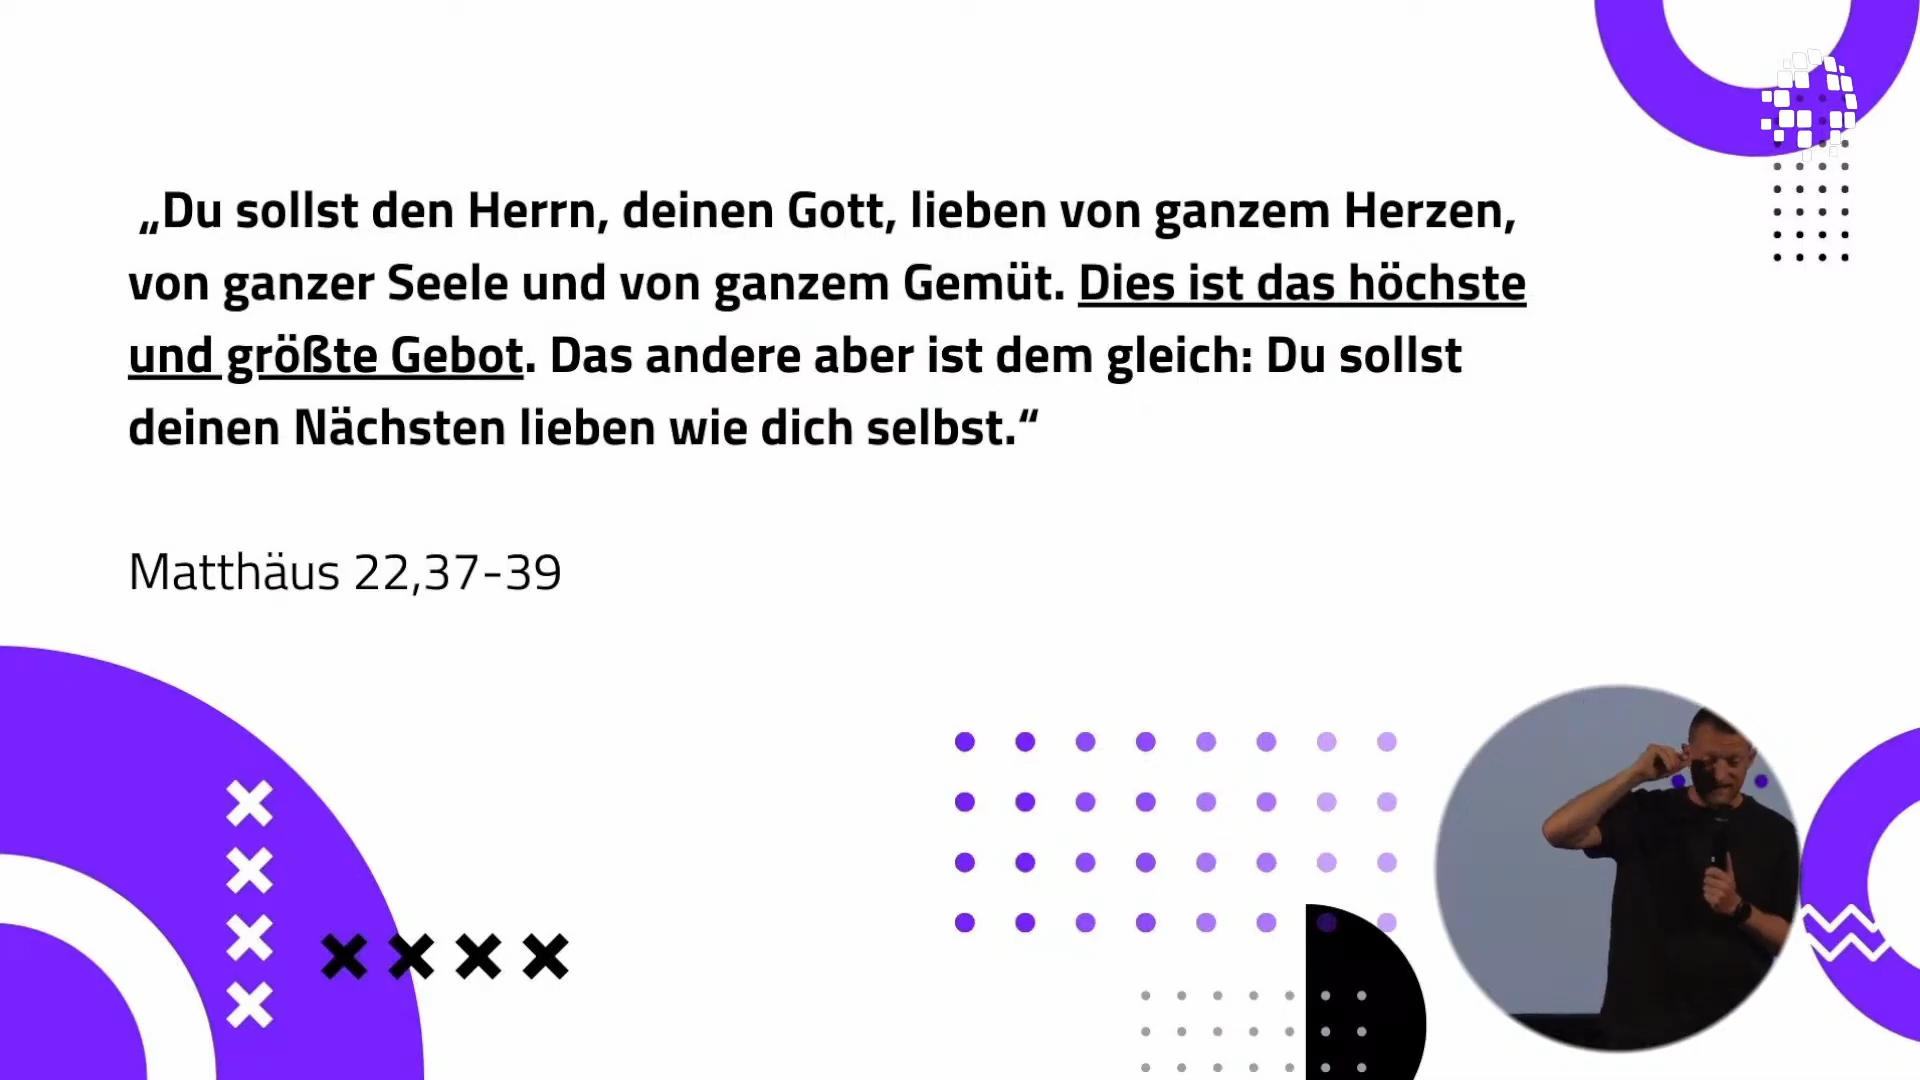 „Du sollst den Herrn, deinen Gott, lieben von ganzem Herzen,
von ganzer Seele und von ganzem Gemüt. Dies ist das höchste
und größte Gebot. Das andere aber ist dem gleich: Du sollst
deinen Nächsten lieben wie dich selbst.“
Matthäus 22,37-39